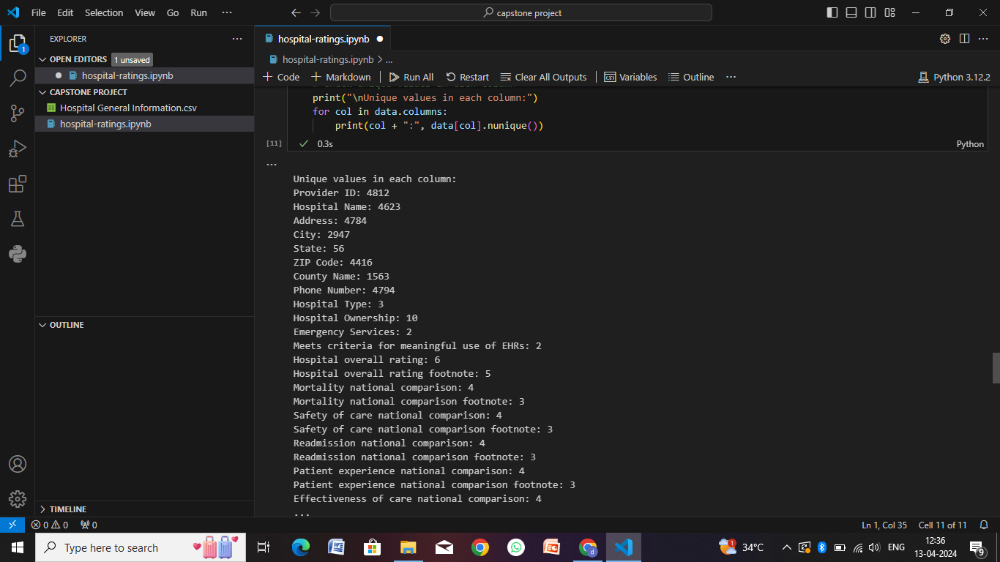 File Edit Selection View Go Run ···
capstone project
EXPLORER ···
OPEN EDITORS 1 unsaved
hospital-ratings.ipynb
CAPSTONE PROJECT
Hospital General Information.csv
hospital-ratings.ipynb
OUTLINE
TIMELINE
hospital-ratings.ipynb
hospital-ratings.ipynb > ...
+ Code + Markdown | Run All Restart Clear All Outputs | Variables Outline ···
Python 3.12.2
print("\nUnique values in each column:")
for col in data.columns:
print(col + ":", data[col].nunique())
[11] ✓ 0.3s Python
...
Unique values in each column:
Provider ID: 4812
Hospital Name: 4623
Address: 4784
City: 2947
State: 56
ZIP Code: 4416
County Name: 1563
Phone Number: 4794
Hospital Type: 3
Hospital Ownership: 10
Emergency Services: 2
Meets criteria for meaningful use of EHRs: 2
Hospital overall rating: 6
Hospital overall rating footnote: 5
Mortality national comparison: 4
Mortality national comparison footnote: 3
Safety of care national comparison: 4
Safety of care national comparison footnote: 3
Readmission national comparison: 4
Readmission national comparison footnote: 3
Patient experience national comparison: 4
Patient experience national comparison footnote: 3
Effectiveness of care national comparison: 4
...
0 0 0
Ln 1, Col 35 Cell 11 of 11
Type here to search
34°C
ENG
12:36
13-04-2024
9